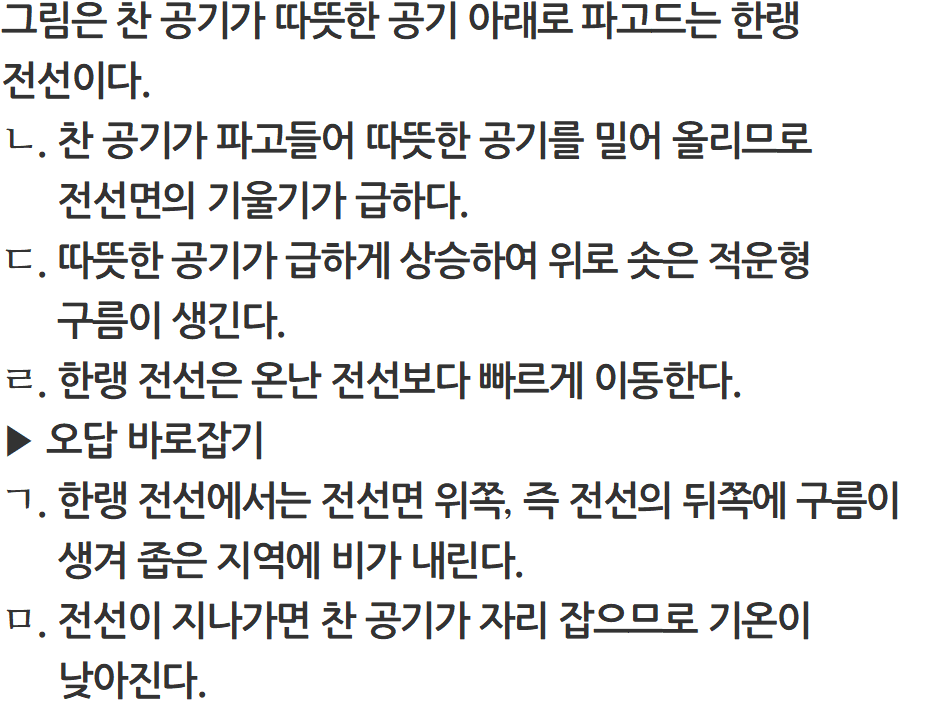 그림은 찬 공기가 따뜻한 공기 아래로 파고드는 한랭
전선이다.
ㄴ. 찬 공기가 파고들어 따뜻한 공기를 밀어 올리므로
전선면의 기울기가 급하다.
ㄷ. 따뜻한 공기가 급하게 상승하여 위로 솟은 적운형
구름이 생긴다.
ㄹ. 한랭 전선은 온난 전선보다 빠르게 이동한다.
▶ 오답 바로잡기
ㄱ. 한랭 전선에서는 전선면 위쪽, 즉 전선의 뒤쪽에 구름이
생겨 좁은 지역에 비가 내린다.
ㅁ. 전선이 지나가면 찬 공기가 자리 잡으므로 기온이
낮아진다.